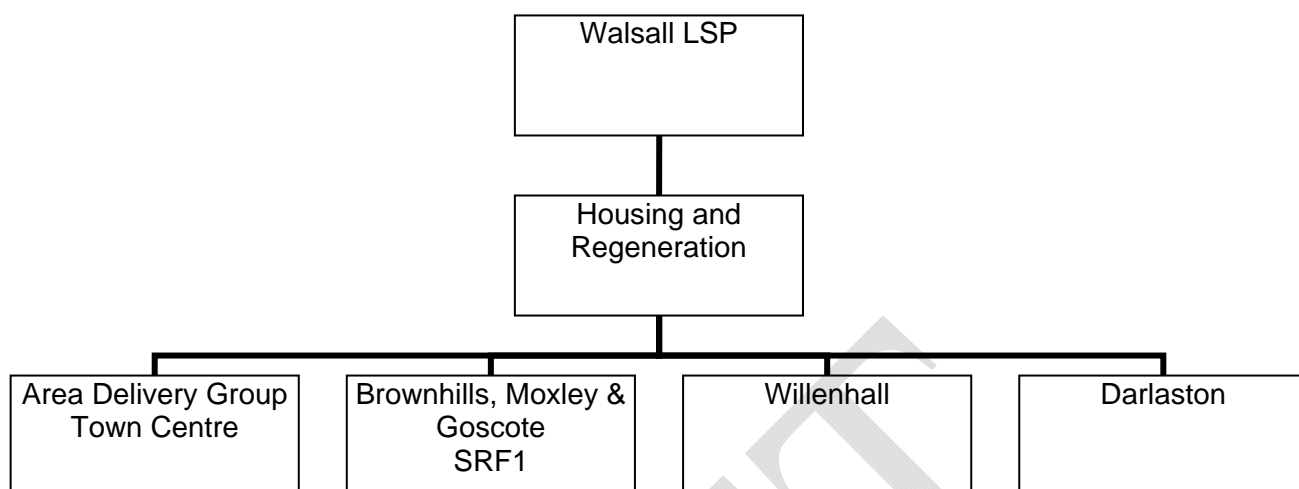 Walsall LSP
Housing and
Regeneration
Area Delivery Group
Town Centre
Brownhills, Moxley &
Goscote
SRF1
Willenhall
Darlaston